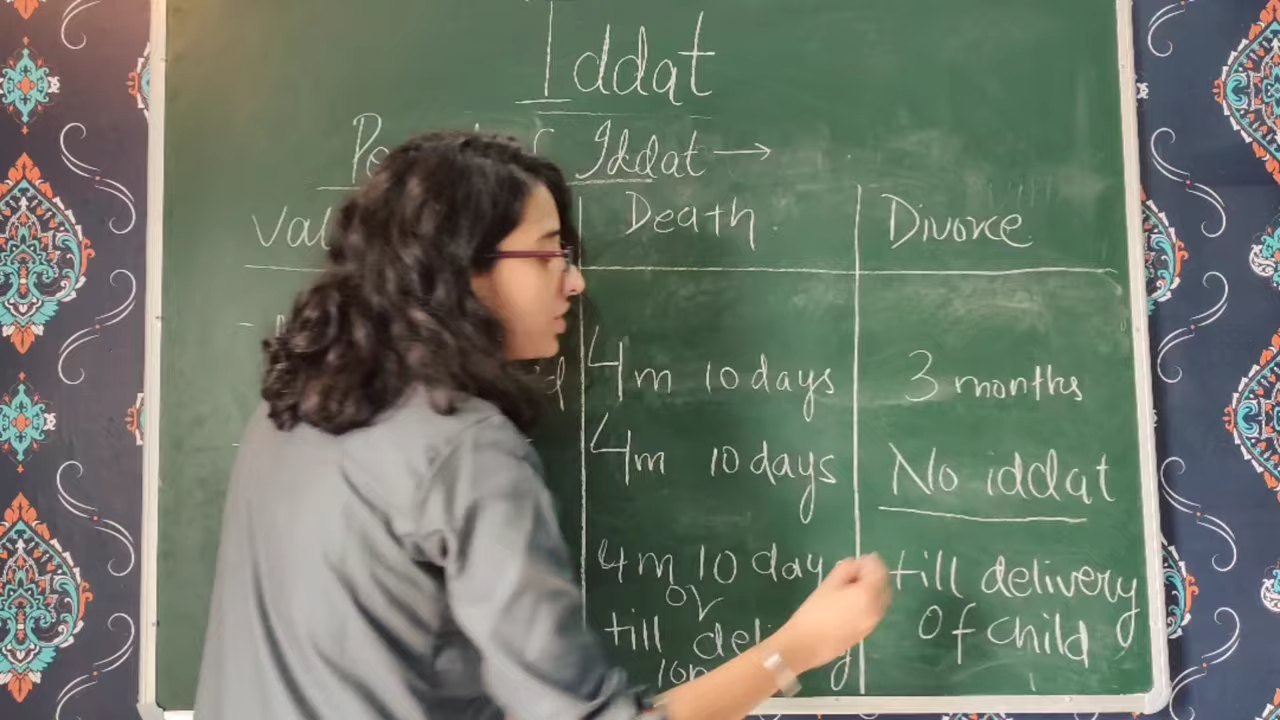 Iddat
Iddat →
Death Divorce
4m 10 days 3 months
4m 10 days No iddat
4m 10 day till delivery
or of child
till